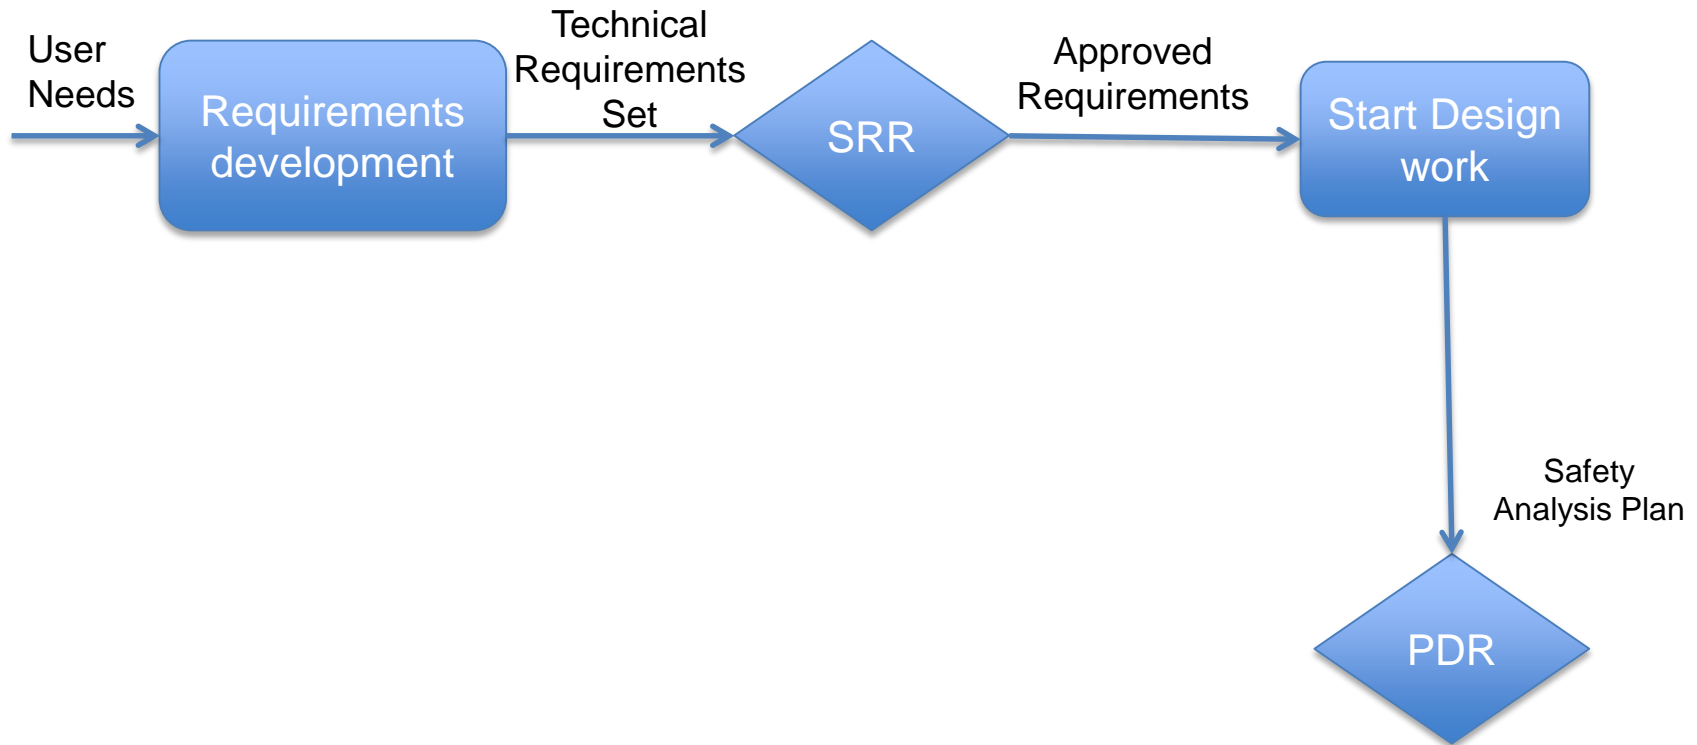 User
Needs
Requirements
development
Technical
Requirements
Set
SRR
Approved
Requirements
Start Design
work
Safety
Analysis Plan
PDR